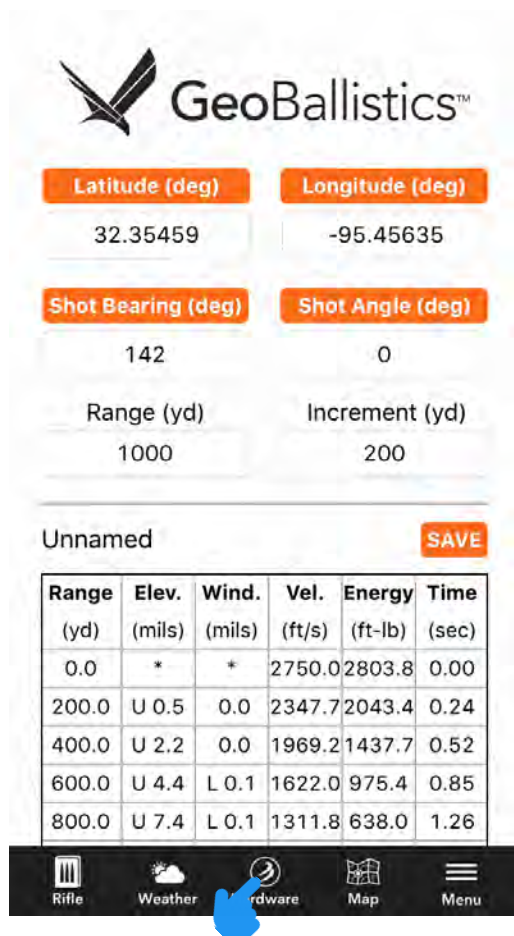 GeoBallistics™
Latitude (deg) Longitude (deg)
32.35459 -95.45635
Shot Bearing (deg) Shot Angle (deg)
142 0
Range (yd) Increment (yd)
1000 200
Unnamed SAVE
Range Elev. Wind. Vel. Energy Time
(yd) (mils) (mils) (ft/s) (ft-lb) (sec)
0.0 * * 2750.0 2803.8 0.00
200.0 U 0.5 0.0 2347.7 2043.4 0.24
400.0 U 2.2 0.0 1969.2 1437.7 0.52
600.0 U 4.4 L 0.1 1622.0 975.4 0.85
800.0 U 7.4 L 0.1 1311.8 638.0 1.26
Rifle Weather Map Menu